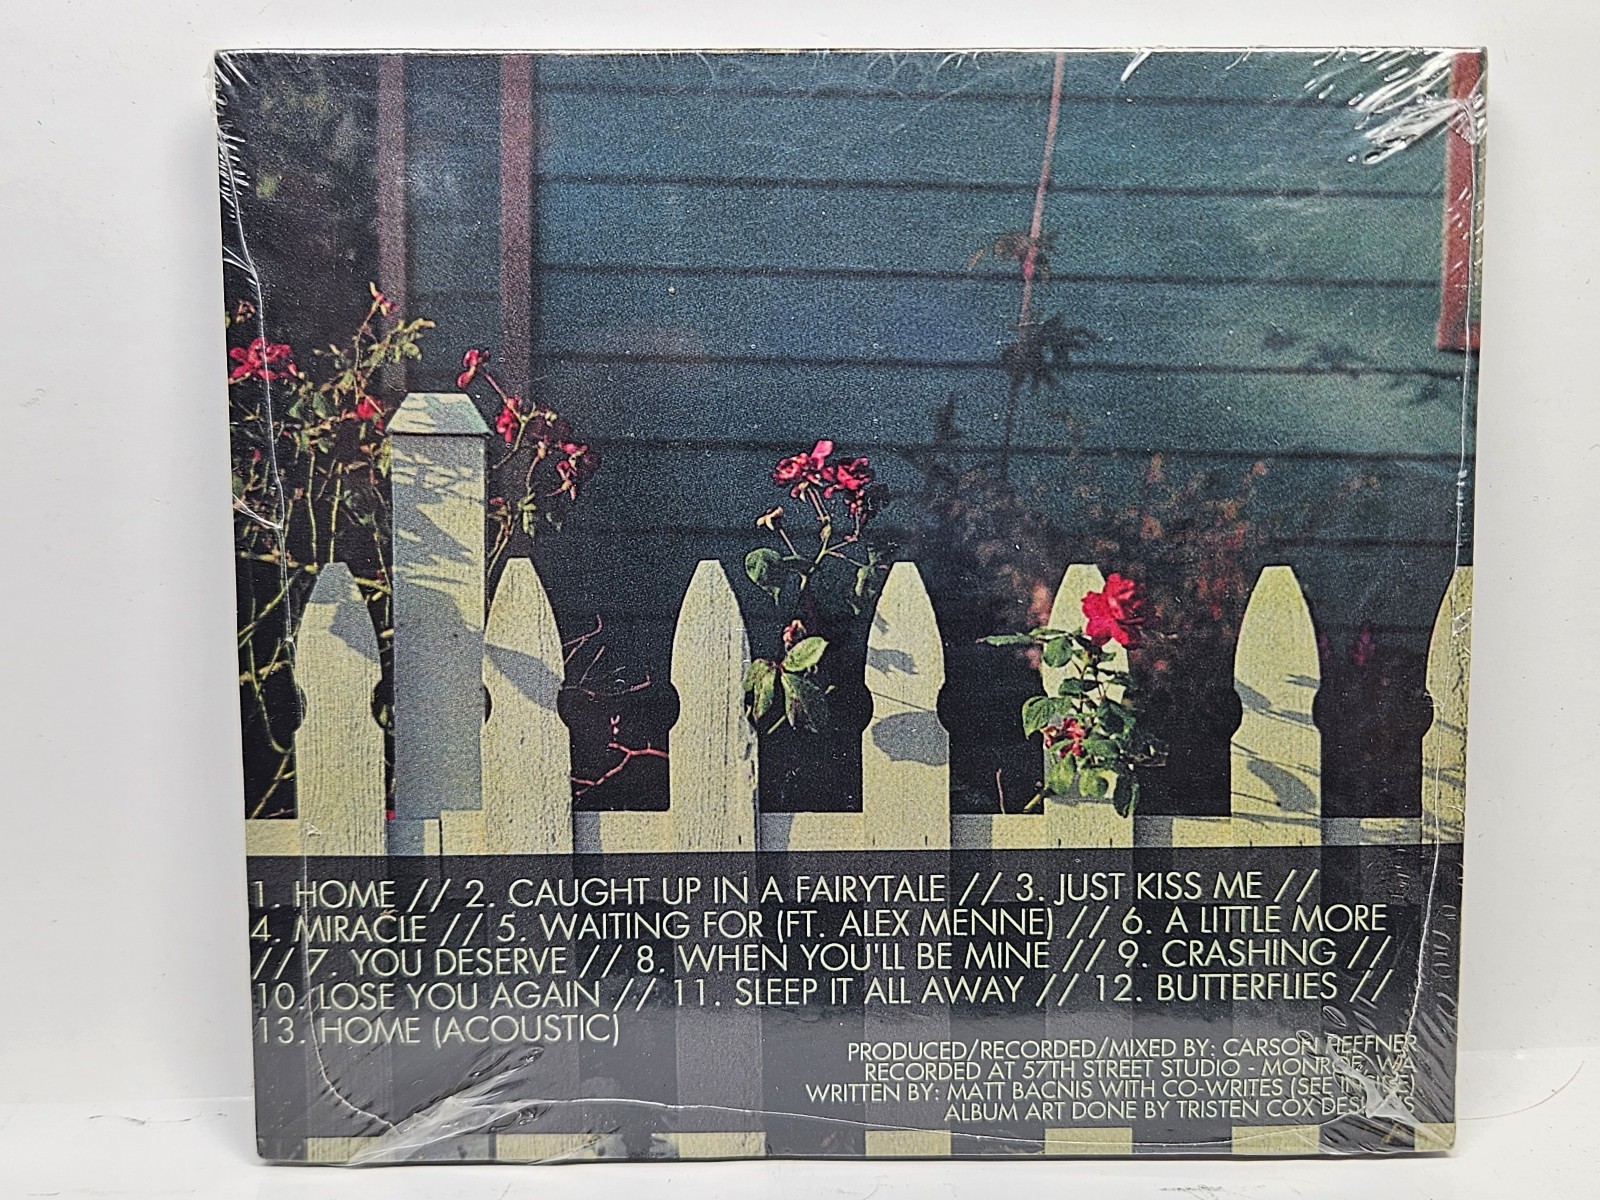 1. HOME // 2. CAUGHT UP IN A FAIRYTALE // 3. JUST KISS ME //
4. MIRACLE // 5. WAITING FOR (FT. ALEX MENNE) // 6. A LITTLE MORE
// 7. YOU DESERVE // 8. WHEN YOU'LL BE MINE // 9. CRASHING //
10. LOSE YOU AGAIN // 11. SLEEP IT ALL AWAY // 12. BUTTERFLIES //
13. HOME (ACOUSTIC)
PRODUCED/RECORDED/MIXED BY: CARSON HEFFNER
RECORDED AT 57TH STREET STUDIO - MONROE, WA
WRITTEN BY: MATT BACNIS WITH CO-WRITES (SEE INSIDE)
ALBUM ART DONE BY TRISTEN COX DESIGNS